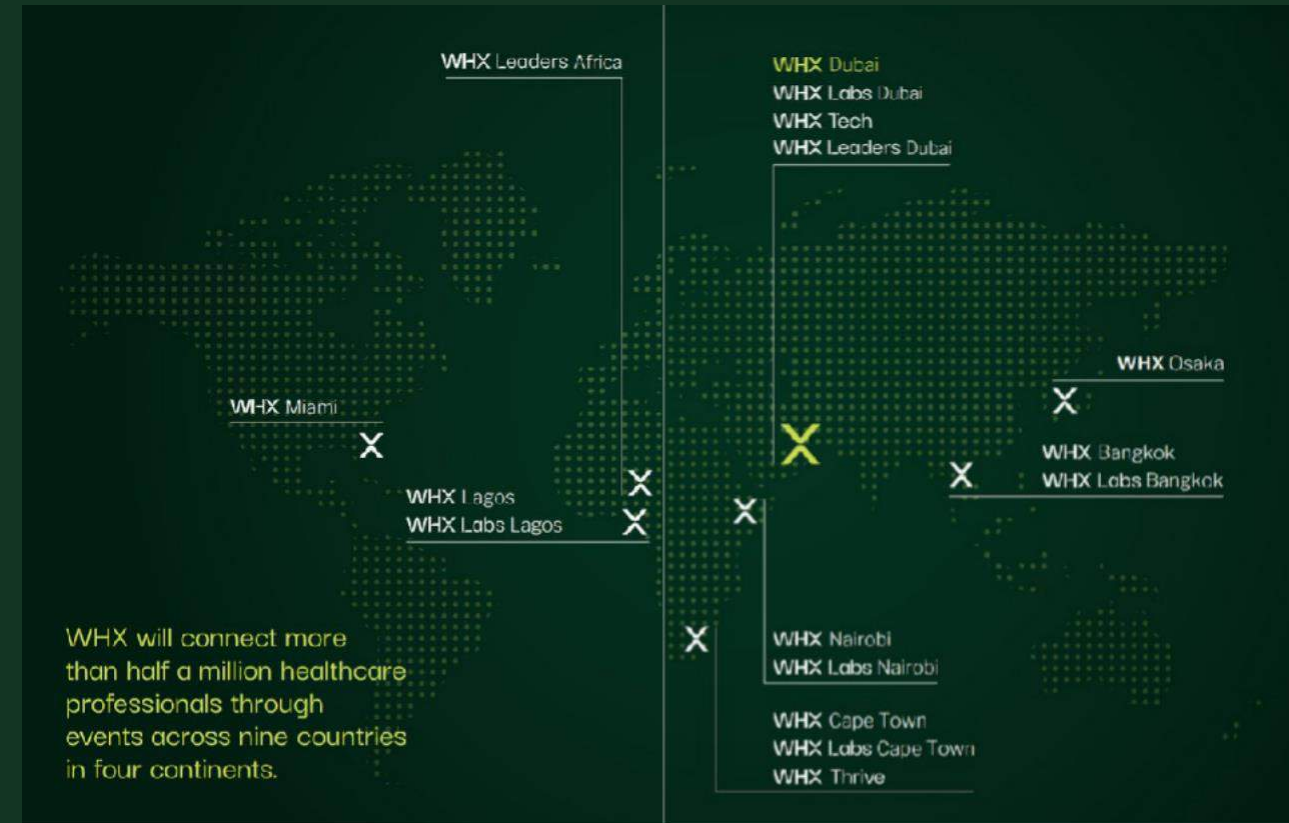 WHX Leaders Africa
WHX Dubai
WHX Labs Dubai
WHX Tech
WHX Leaders Dubai
WHX Osaka
WHX Miami
WHX Bangkok
WHX Labs Bangkok
WHX Lagos
WHX Labs Lagos
WHX Nairobi
WHX Labs Nairobi
WHX Cape Town
WHX Labs Cape Town
WHX Thrive
WHX will connect more
than half a million healthcare
professionals through
events across nine countries
in four continents.